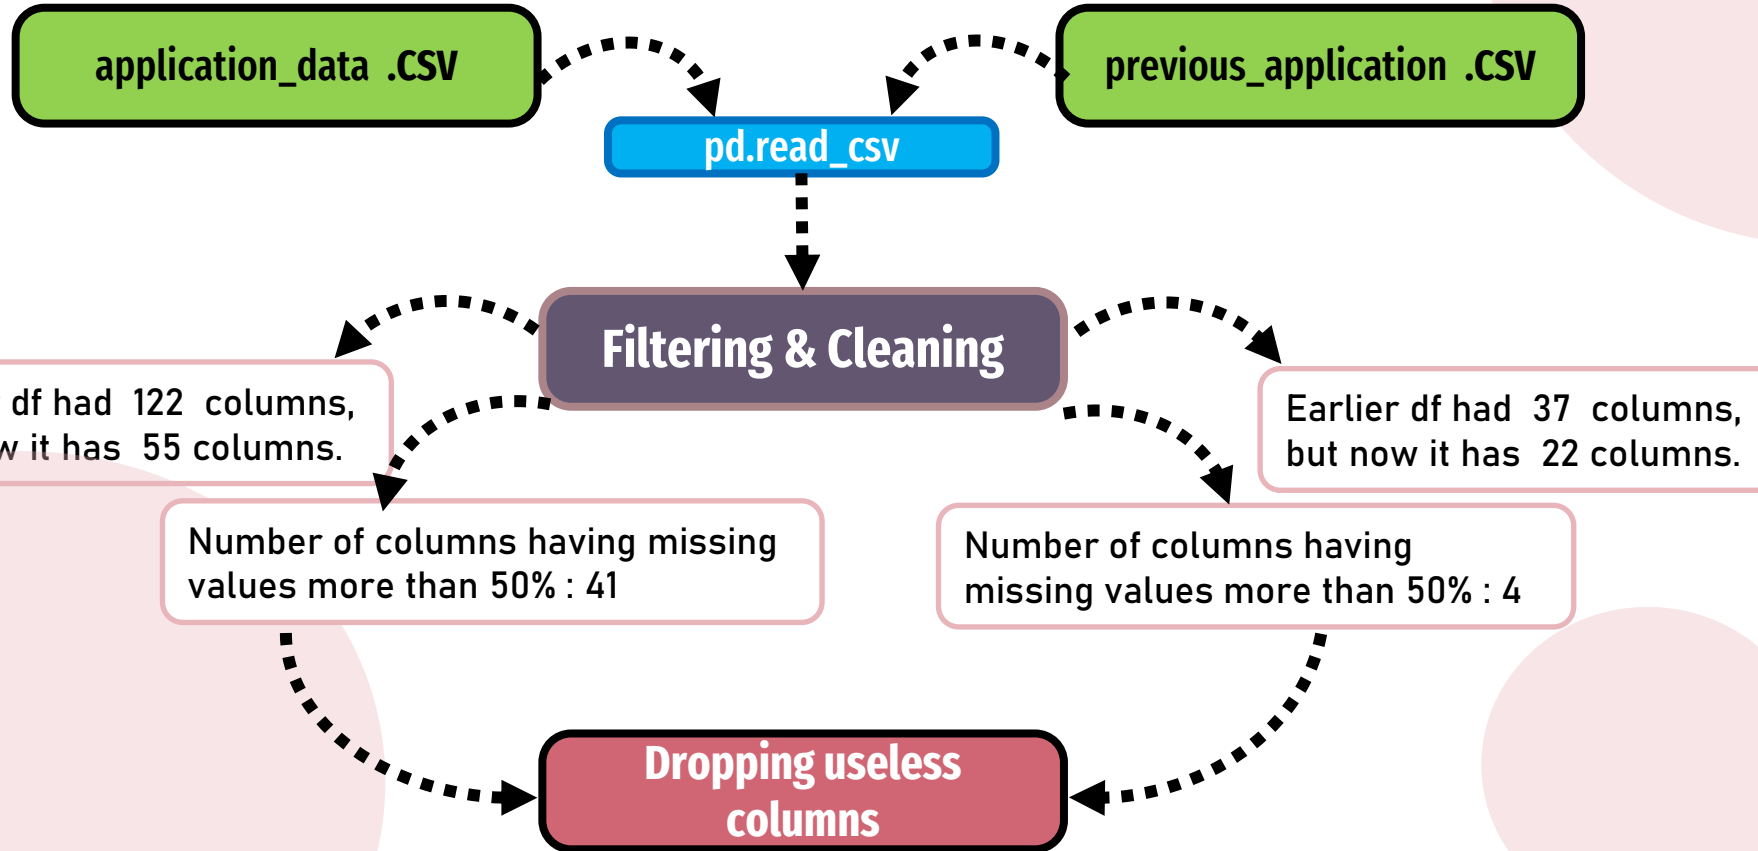 application_data .CSV
previous_application .CSV
pd.read_csv
Filtering & Cleaning
df had 122 columns,
it has 55 columns.
Earlier df had 37 columns,
but now it has 22 columns.
Number of columns having missing
values more than 50% : 41
Number of columns having
missing values more than 50% : 4
Dropping useless
columns